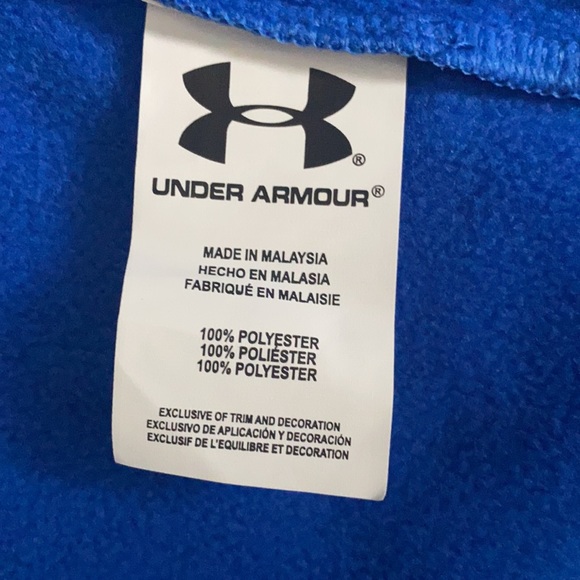 ®
UNDER ARMOUR®
MADE IN MALAYSIA
HECHO EN MALASIA
FABRIQUÉ EN MALAISIE
100% POLYESTER
100% POLIÉSTER
100% POLYESTER
EXCLUSIVE OF TRIM AND DECORATION
EXCLUSIVO DE APLICACIÓN Y DECORACIÓN
EXCLUSIF DE L'EQUILIBRE ET DECORATION